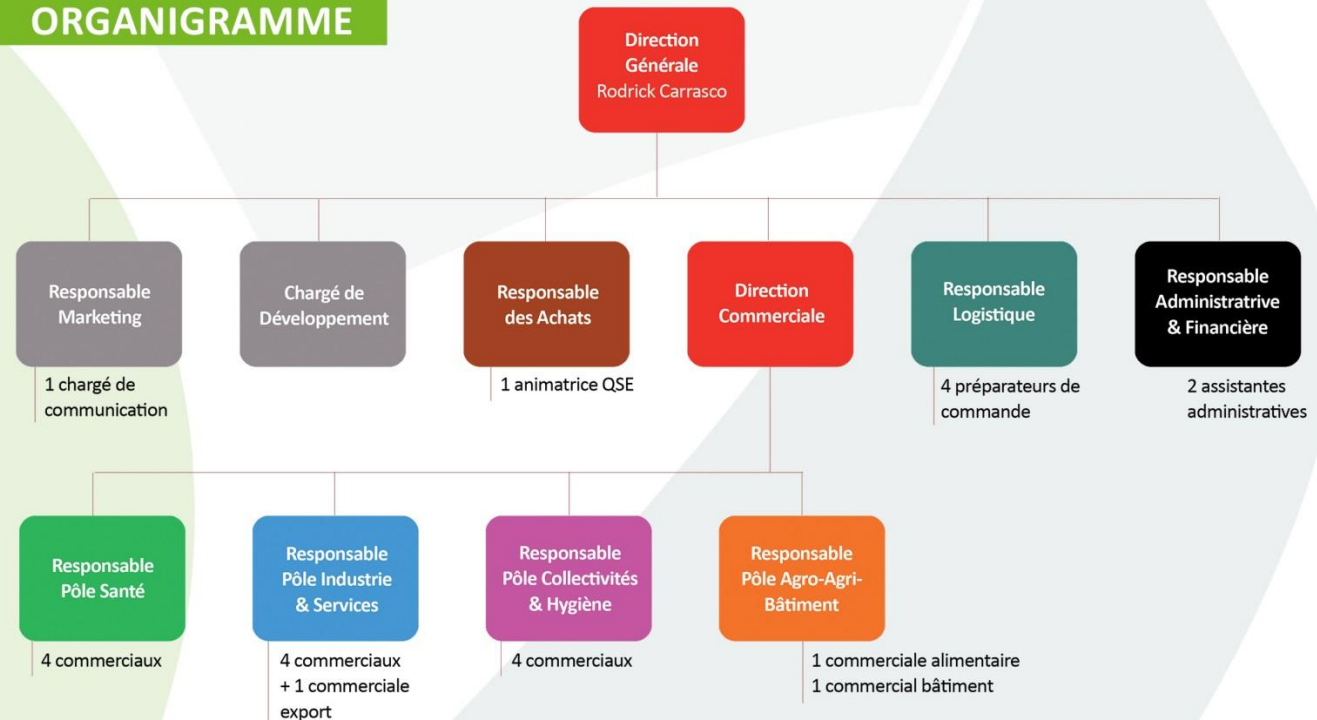 ORGANIGRAMME
Direction
Générale
Rodrick Carrasco
Responsable
Marketing
1 chargé de
communication
Chargé de
Développement
Responsable
des Achats
1 animatrice QSE
Direction
Commerciale
Responsable
Logistique
4 préparateurs de
commande
Responsable
Administratrive
& Financière
2 assistantes
administratives
Responsable
Pôle Santé
4 commerciaux
Responsable
Pôle Industrie
& Services
4 commerciaux
+ 1 commerciale
export
Responsable
Pôle Collectivités
& Hygiène
4 commerciaux
Responsable
Pôle Agro-Agri-
Bâtiment
1 commerciale alimentaire
1 commercial bâtiment